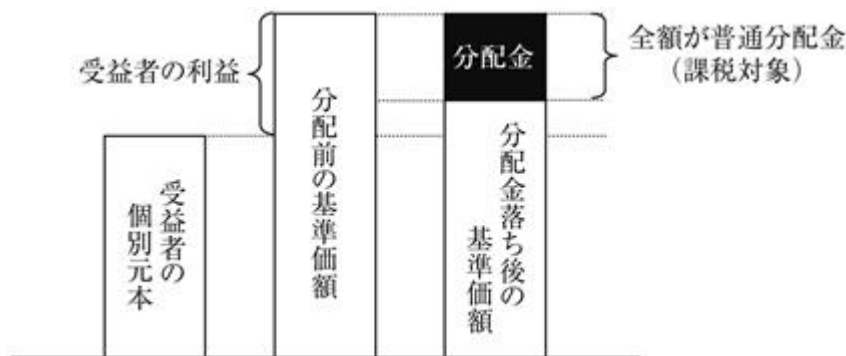 受益者の利益
分配金
全額が普通分配金
（課税対象）
受益者の
個別元本
分配前の基準価額
分配金落ち後の
基準価額